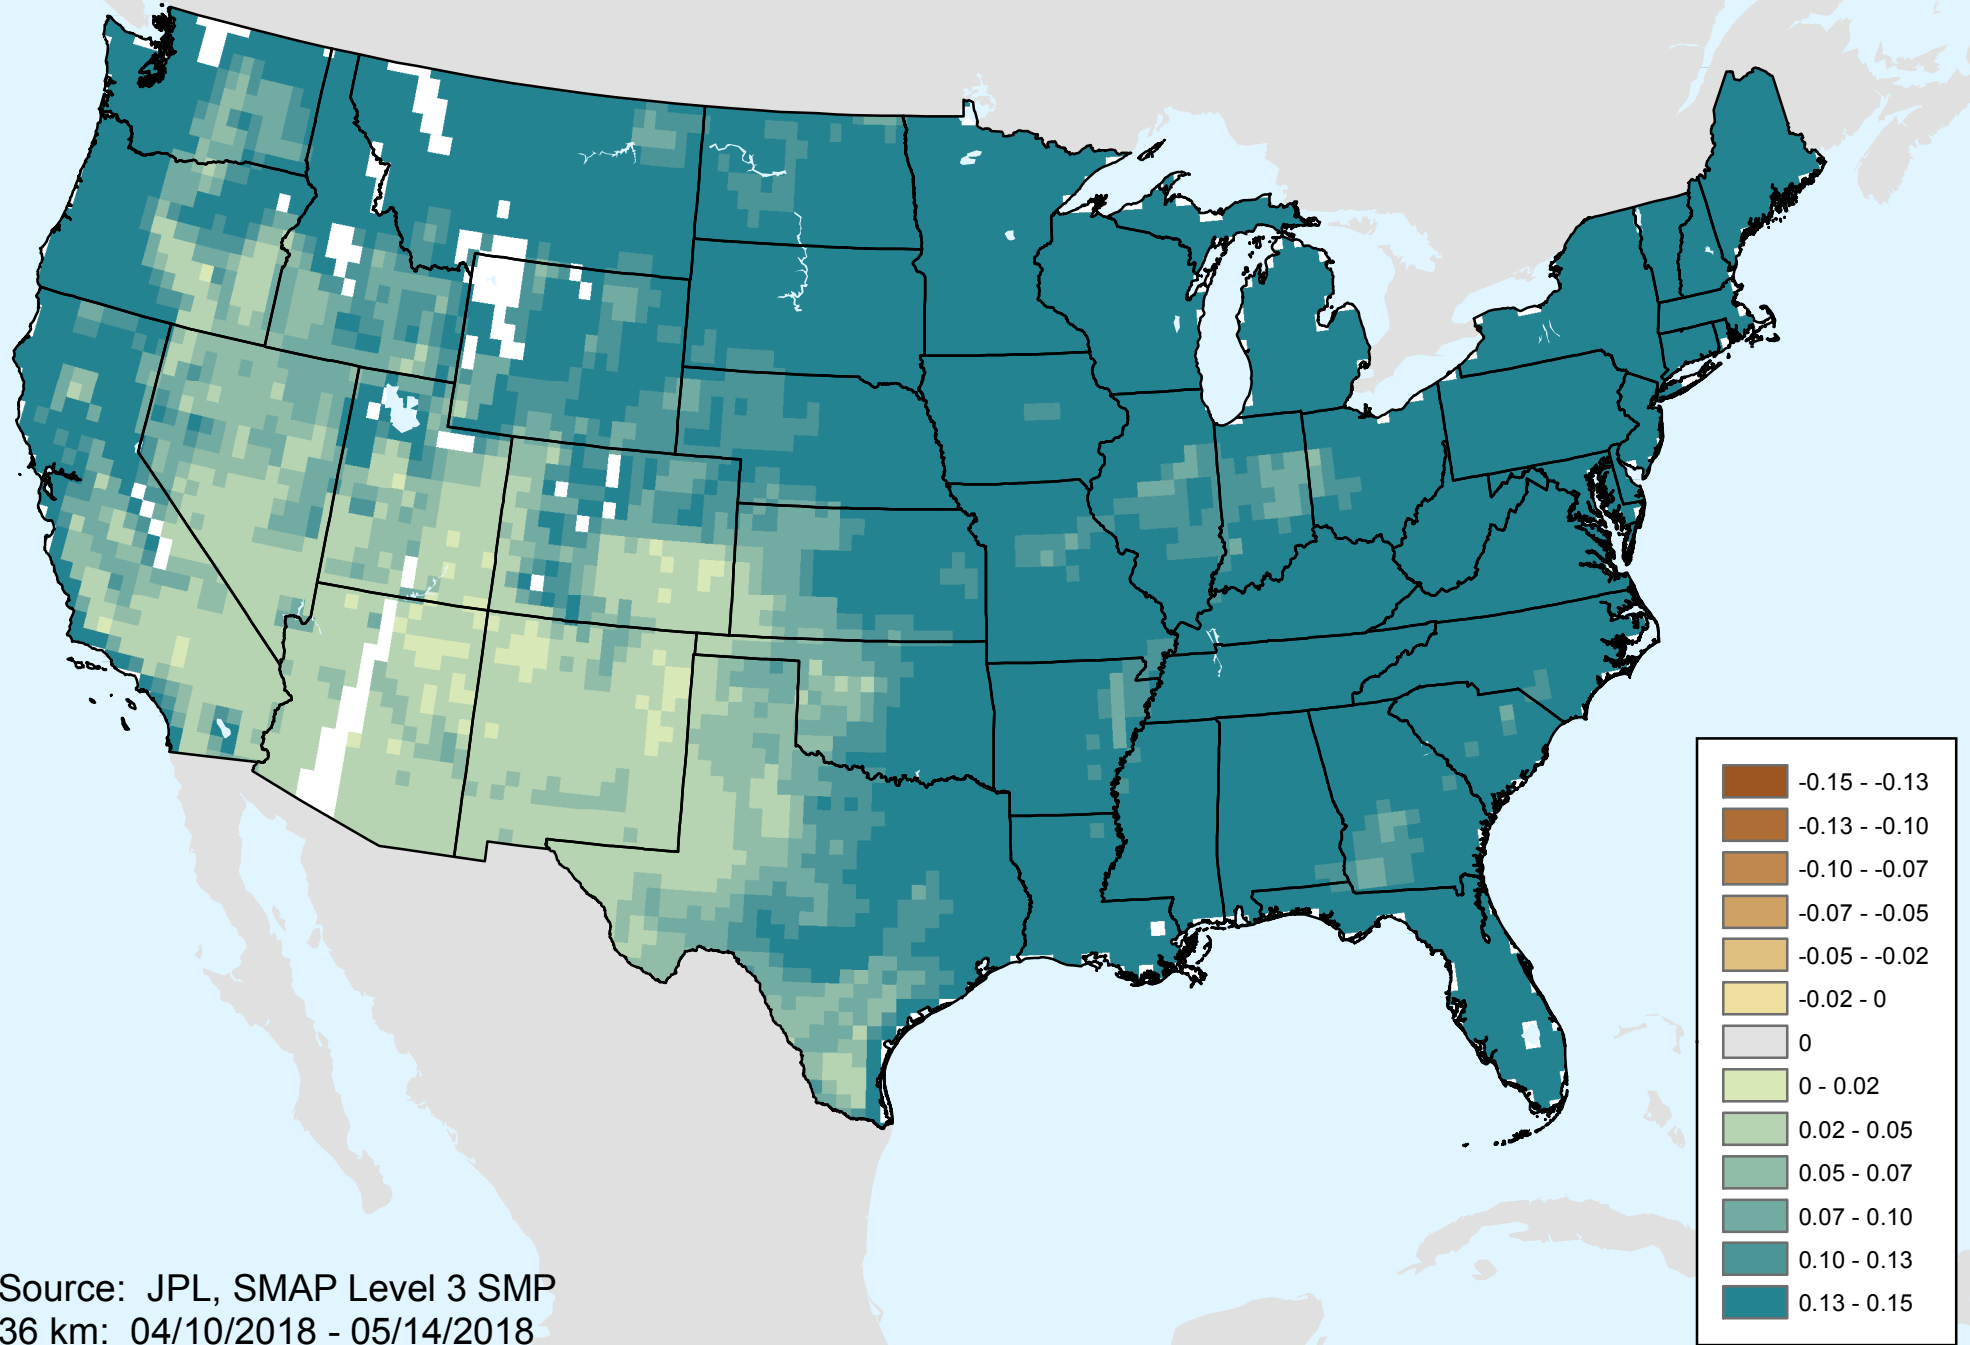 -0.15 - -0.13
-0.13 - -0.10
-0.10 - -0.07
-0.07 - -0.05
-0.05 - -0.02
-0.02 - 0
0
0 - 0.02
0.02 - 0.05
0.05 - 0.07
0.07 - 0.10
0.10 - 0.13
0.13 - 0.15
Source: JPL, SMAP Level 3 SMP
36 km: 04/10/2018 - 05/14/2018